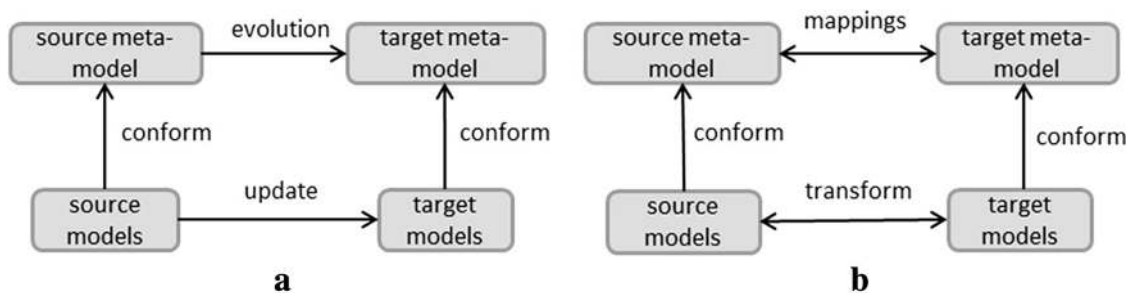 source meta-
model
evolution
target meta-
model
conform
conform
source
models
update
target
models
a
source meta-
model
mappings
target meta-
model
conform
conform
source
models
transform
target
models
b